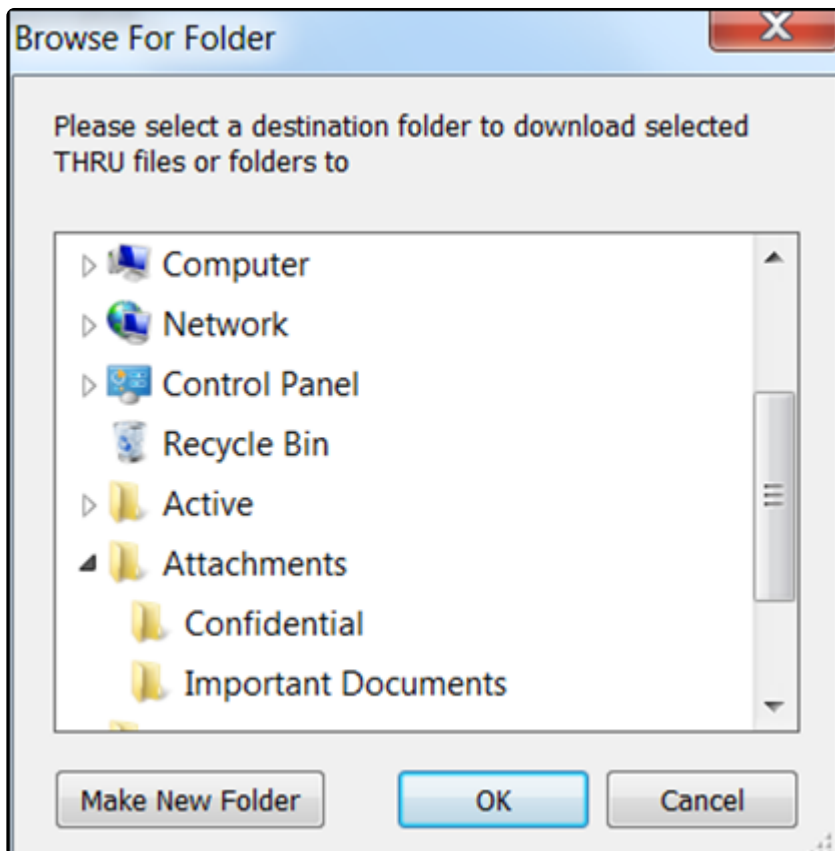 Browse For Folder
Please select a destination folder to download selected
THRU files or folders to
Computer
Network
Control Panel
Recycle Bin
Active
Attachments
Confidential
Important Documents
Make New Folder
OK
Cancel